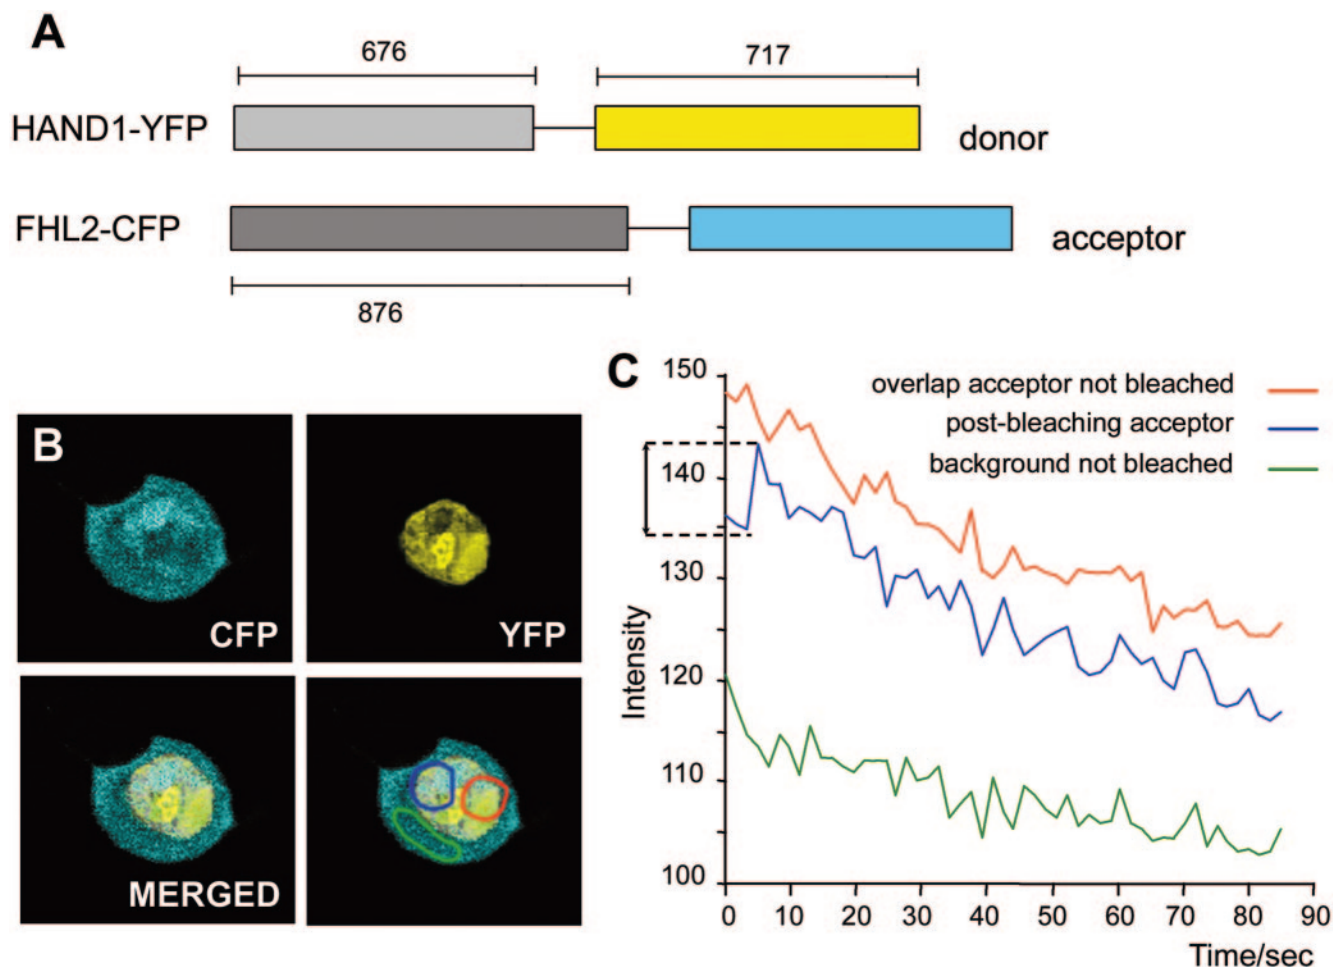 A
676
717
HAND1-YFP
donor
FHL2-CFP
acceptor
876
B
CFP
YFP
MERGED
C
overlap acceptor not bleached
post-bleaching acceptor
background not bleached
Intensity
150
140
130
120
110
100
0 10 20 30 40 50 60 70 80 90
Time/sec